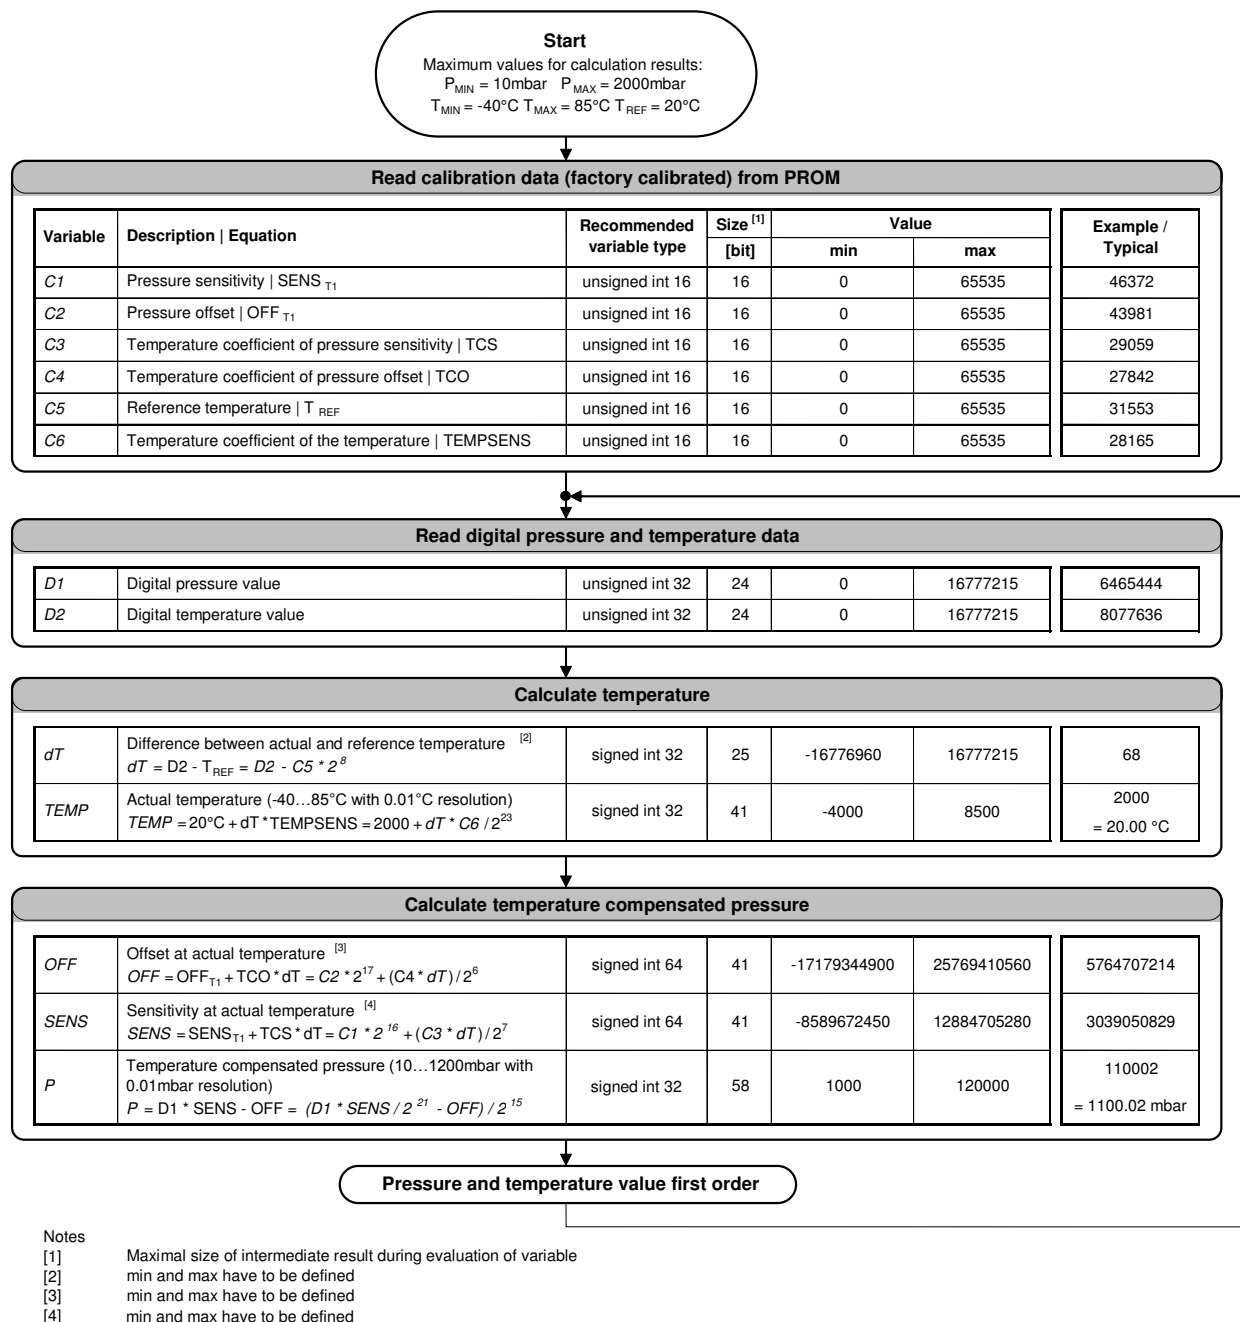 Start
Maximum values for calculation results:
PMIN = 10mbar PMAX = 2000mbar
TMIN = -40°C TMAX = 85°C TREF = 20°C
Read calibration data (factory calibrated) from PROM
Variable Description | Equation Recommended variable type Size [1] [bit] Value min max Example / Typical
C1 Pressure sensitivity | SENS T1 unsigned int 16 16 0 65535 46372
C2 Pressure offset | OFF T1 unsigned int 16 16 0 65535 43981
C3 Temperature coefficient of pressure sensitivity | TCS unsigned int 16 16 0 65535 29059
C4 Temperature coefficient of pressure offset | TCO unsigned int 16 16 0 65535 27842
C5 Reference temperature | T REF unsigned int 16 16 0 65535 31553
C6 Temperature coefficient of the temperature | TEMPSENS unsigned int 16 16 0 65535 28165
Read digital pressure and temperature data
D1 Digital pressure value unsigned int 32 24 0 16777215 6465444
D2 Digital temperature value unsigned int 32 24 0 16777215 8077636
Calculate temperature
Difference between actual and reference temperature [2]
dT signed int 32 25 -16776960 16777215 68
dT = D2 - TREF = D2 - C5 * 2^8
Actual temperature (-40…85°C with 0.01°C resolution) 2000
TEMP signed int 32 41 -4000 8500
TEMP = 20°C + dT * TEMPSENS = 2000 + dT * C6 / 2^23 = 20.00 °C
Calculate temperature compensated pressure
Offset at actual temperature [3]
OFF signed int 64 41 -17179344900 25769410560 5764707214
OFF = OFFT1 + TCO * dT = C2 * 2^17 + (C4 * dT) / 2^6
Sensitivity at actual temperature [4]
SENS signed int 64 41 -8589672450 12884705280 3039050829
SENS = SENST1 + TCS * dT = C1 * 2^16 + (C3 * dT) / 2^7
Temperature compensated pressure (10…1200mbar with 110002
P 0.01mbar resolution) signed int 32 58 1000 120000
P = D1 * SENS - OFF = (D1 * SENS / 2^21 - OFF) / 2^15 = 1100.02 mbar
Pressure and temperature value first order
Notes
[1] Maximal size of intermediate result during evaluation of variable
[2] min and max have to be defined
[3] min and max have to be defined
[4] min and max have to be defined